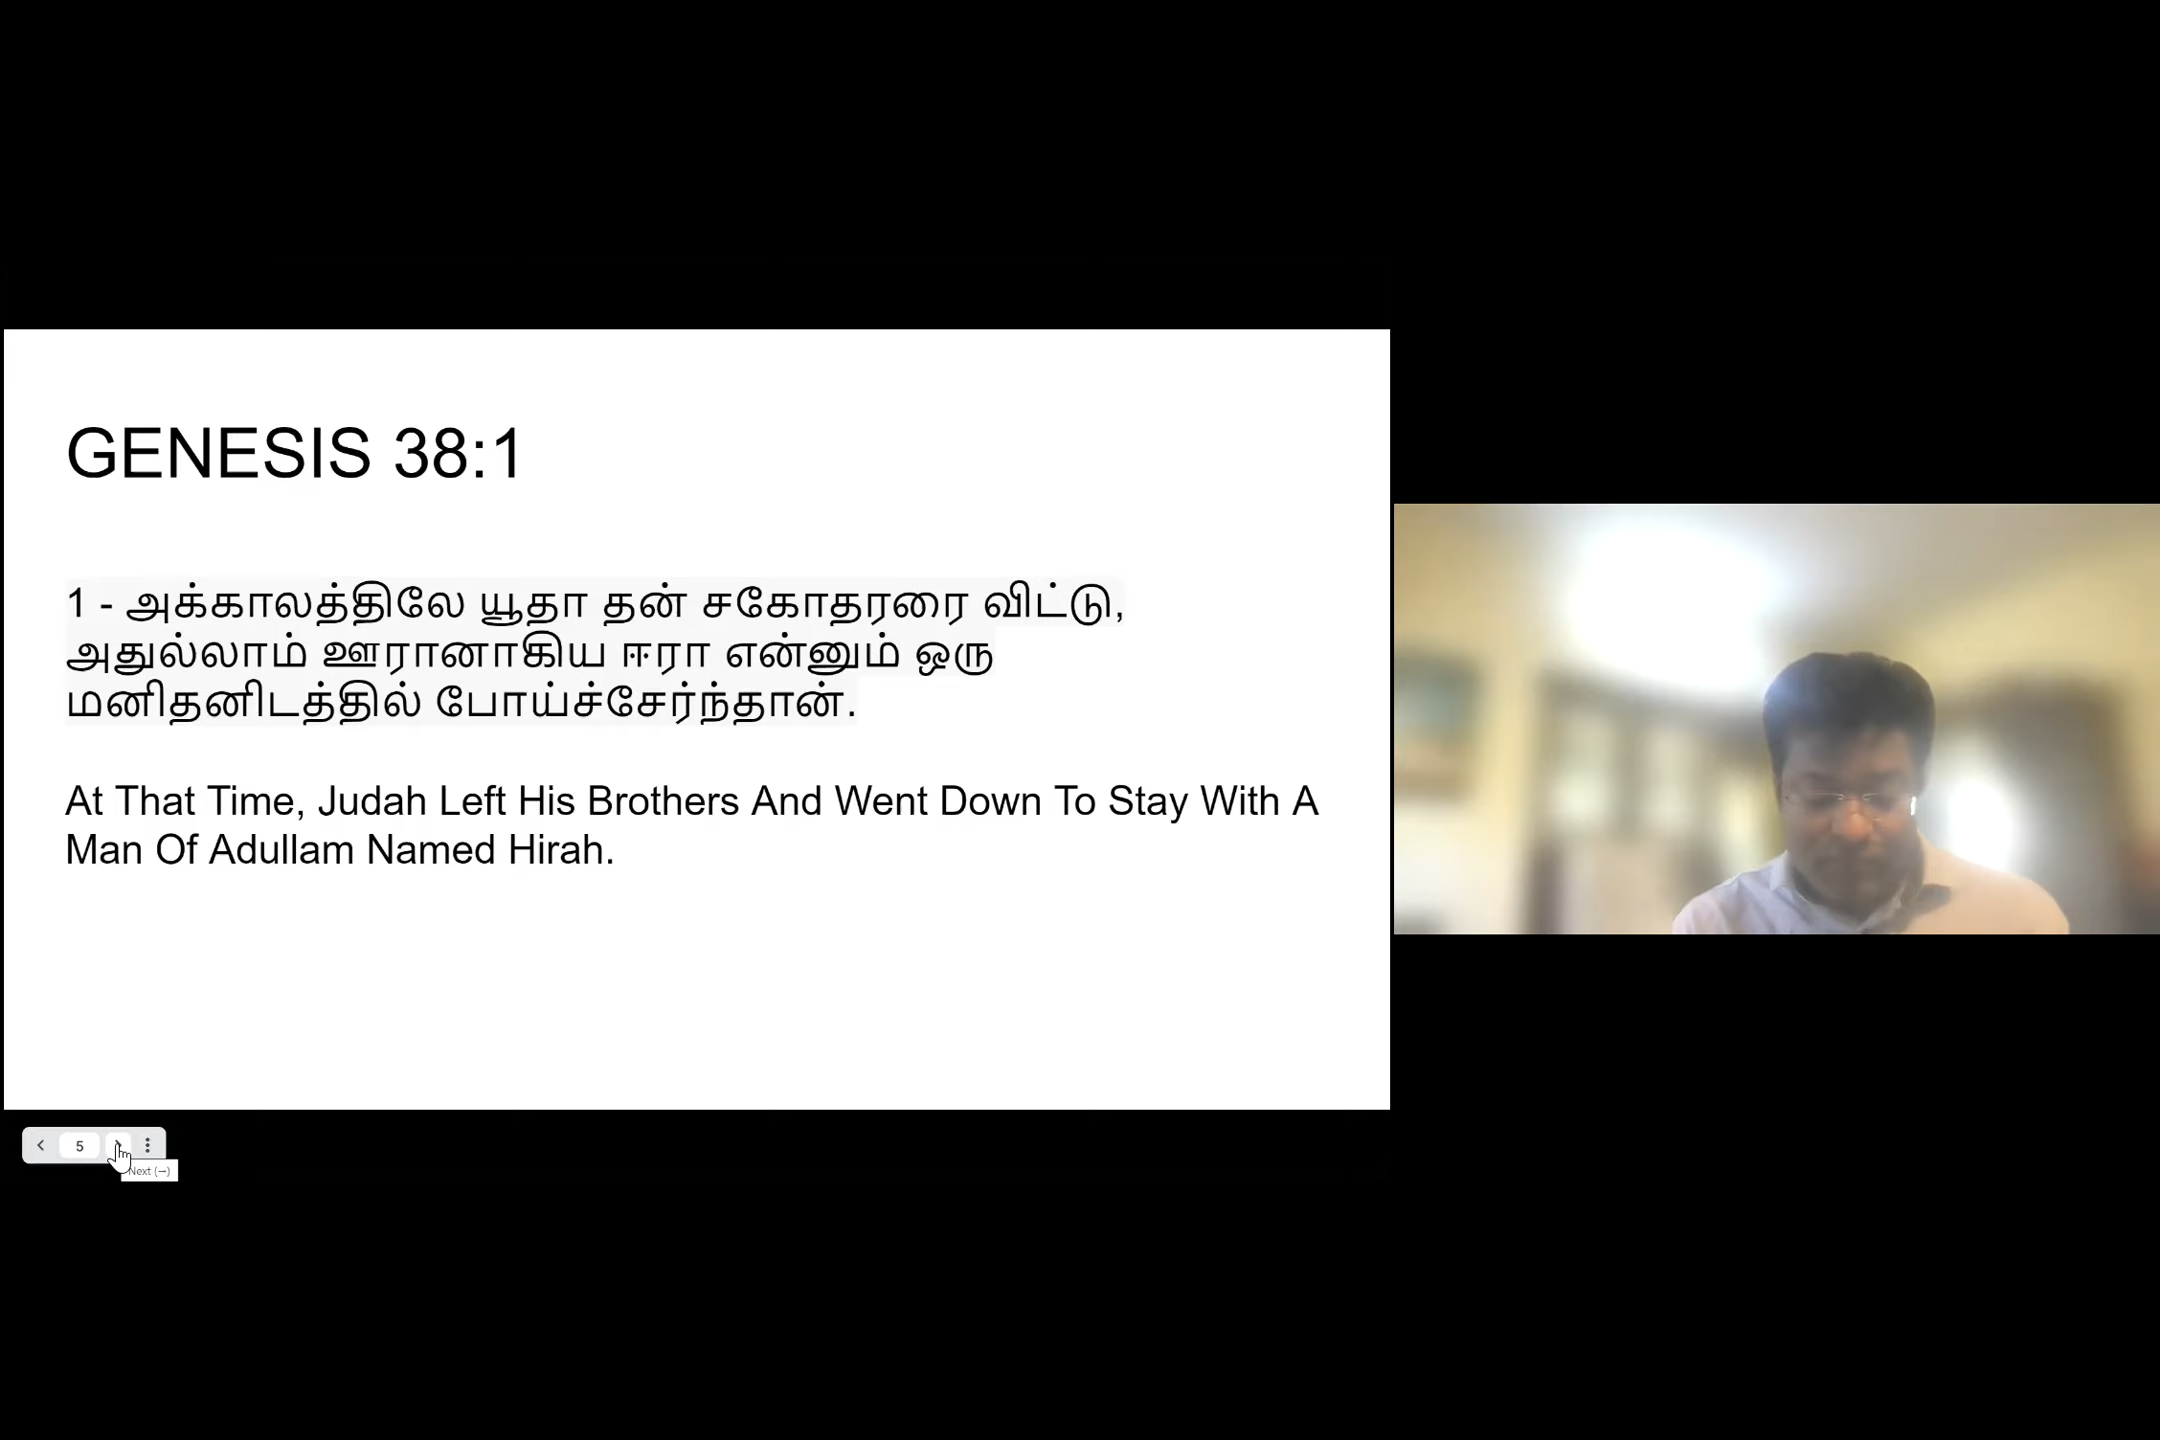 GENESIS 38:1
1 - அக்காலத்திலே யூதா தன் சகோதரரை விட்டு,
அதுல்லாம் ஊரானாகிய ஈரா என்னும் ஒரு
மனிதனிடத்தில் போய்ச்சேர்ந்தான்.
At That Time, Judah Left His Brothers And Went Down To Stay With A
Man Of Adullam Named Hirah.
5
Next (→)